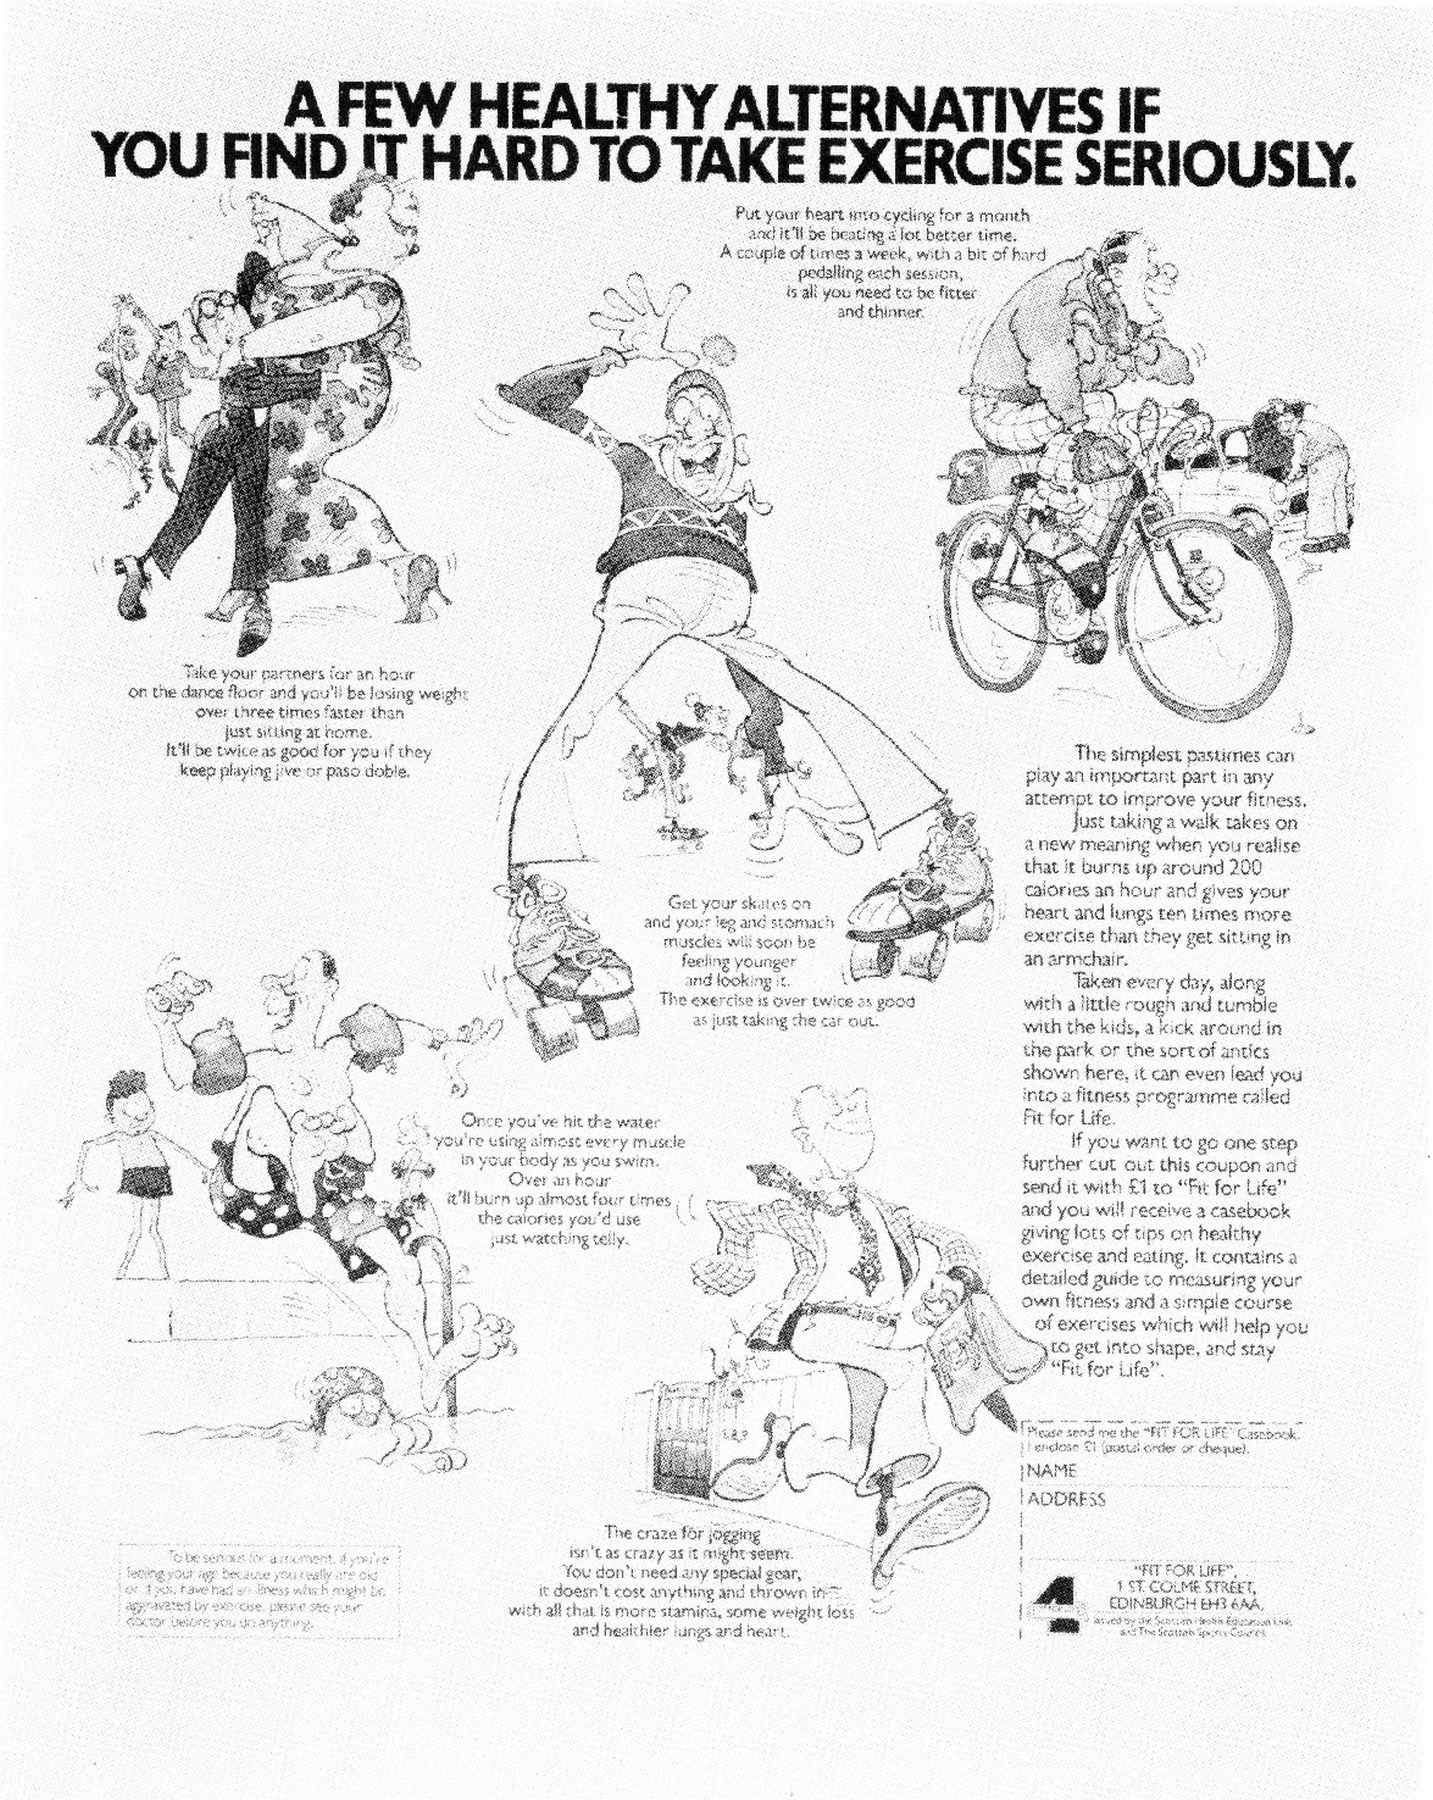 A FEW HEALTHY ALTERNATIVES IF
YOU FIND IT HARD TO TAKE EXERCISE SERIOUSLY.
Put your heart into cycling for a month
and it'll be beating a lot better time.
A couple of times a week, with a bit of hard
pedalling each session,
is all you need to be fitter
and thinner.
Take your partners for an hour
on the dance floor and you'll be losing weight
over three times faster than
just sitting at home.
It'll be twice as good for you if they
keep playing jive or paso doble.
Get your skates on
and your leg and stomach
muscles will soon be
feeling younger
and looking it.
The exercise is over twice as good
as just taking the car out.
Once you've hit the water
you're using almost every muscle
in your body as you swim.
Over an hour
it'll burn up almost four times
the calories you'd use
just watching telly.
The craze for jogging
isn't as crazy as it might seem.
You don't need any special gear,
it doesn't cost anything and thrown in
with all that is more stamina, some weight loss
and healthier lungs and heart.
To be serious for a moment, if you're
feeling your age because you really are old
or if you have had an illness which might be
aggravated by exercise, please see your
doctor before you do anything.
The simplest pastimes can
play an important part in any
attempt to improve your fitness.
Just taking a walk takes on
a new meaning when you realise
that it burns up around 200
calories an hour and gives your
heart and lungs ten times more
exercise than they get sitting in
an armchair.
Taken every day, along
with a little rough and tumble
with the kids, a kick around in
the park or the sort of antics
shown here, it can even lead you
into a fitness programme called
Fit for Life.
If you want to go one step
further cut out this coupon and
send it with £1 to "Fit for Life"
and you will receive a casebook
giving lots of tips on healthy
exercise and eating. It contains a
detailed guide to measuring your
own fitness and a simple course
of exercises which will help you
to get into shape, and stay
"Fit for Life".
Please send me the "FIT FOR LIFE" Casebook.
I enclose £1 (postal order or cheque).
NAME
ADDRESS
4
"FIT FOR LIFE",
1 ST. COLME STREET,
EDINBURGH EH3 6AA.
Issued by the Scottish Health Education Unit
and The Scottish Sports Council.